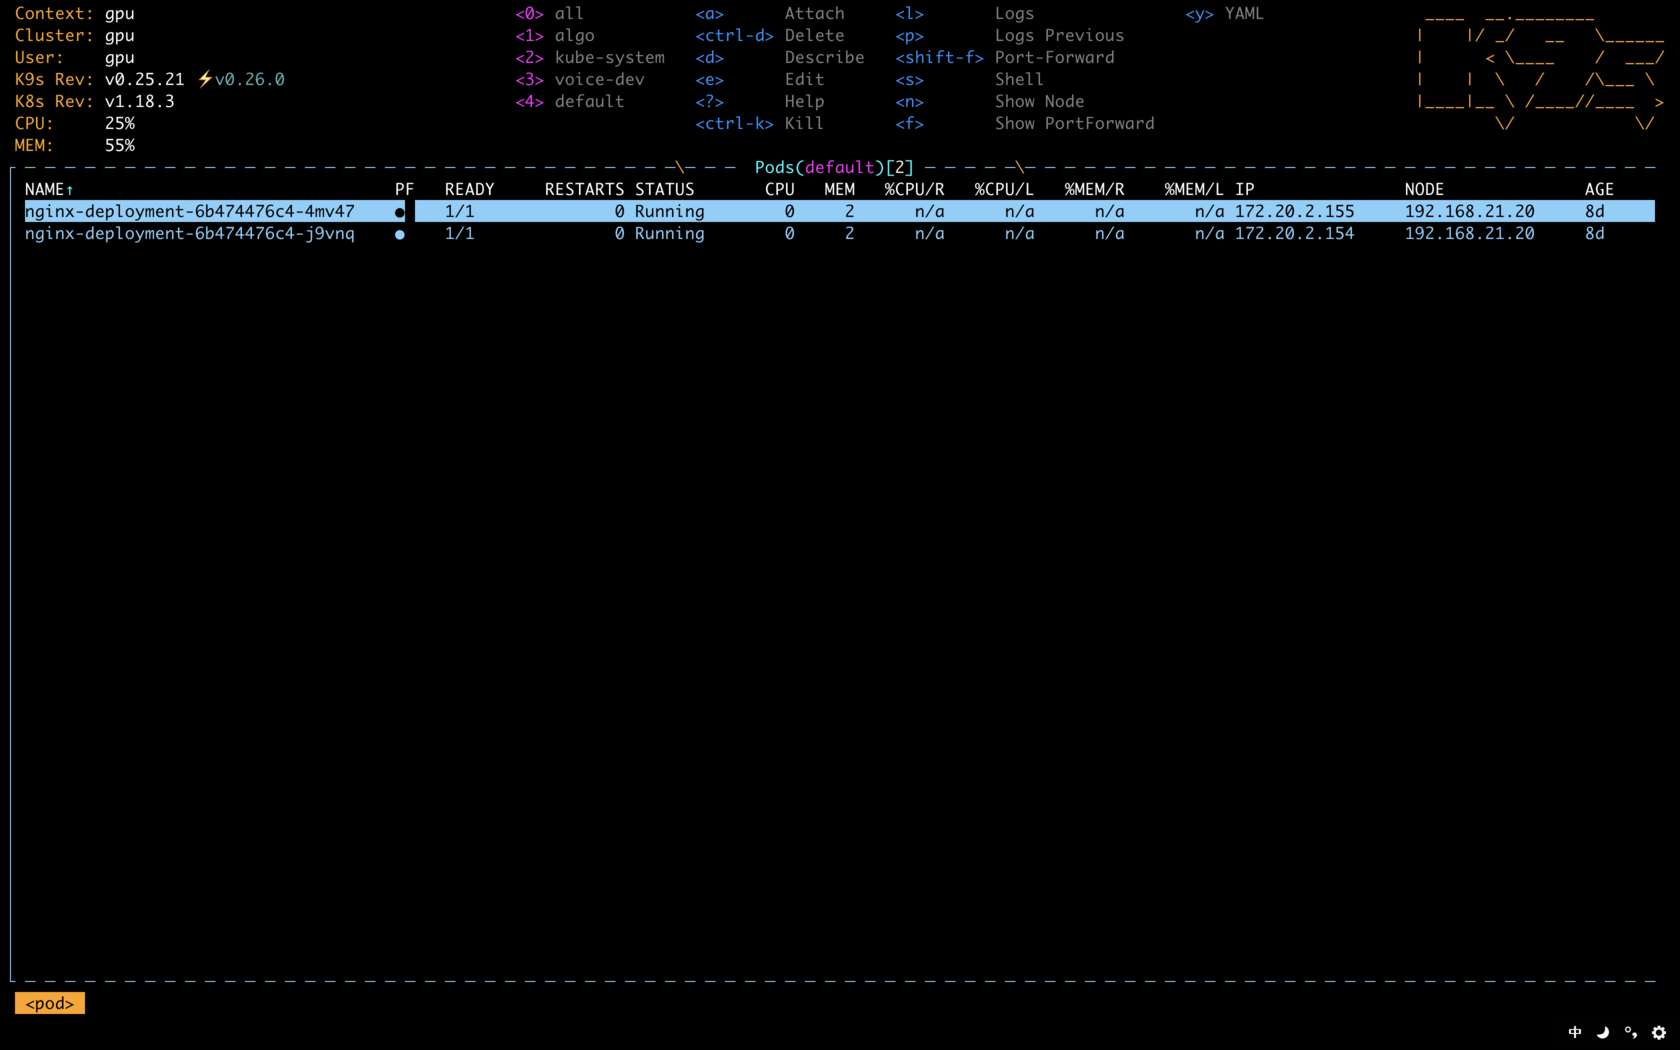 Context: gpu <0> all <a> Attach <l> Logs <y> YAML
Cluster: gpu <1> algo <ctrl-d> Delete <p> Logs Previous
User: gpu <2> kube-system <d> Describe <shift-f> Port-Forward
K9s Rev: v0.25.21 ⚡v0.26.0 <3> voice-dev <e> Edit <s> Shell
K8s Rev: v1.18.3 <4> default <?> Help <n> Show Node
CPU: 25% <ctrl-k> Kill <f> Show PortForward
MEM: 55%
Pods(default)[2]
NAME↑ PF READY RESTARTS STATUS CPU MEM %CPU/R %CPU/L %MEM/R %MEM/L IP NODE AGE
nginx-deployment-6b474476c4-4mv47 ● 1/1 0 Running 0 2 n/a n/a n/a n/a 172.20.2.155 192.168.21.20 8d
nginx-deployment-6b474476c4-j9vnq ● 1/1 0 Running 0 2 n/a n/a n/a n/a 172.20.2.154 192.168.21.20 8d
<pod>
中